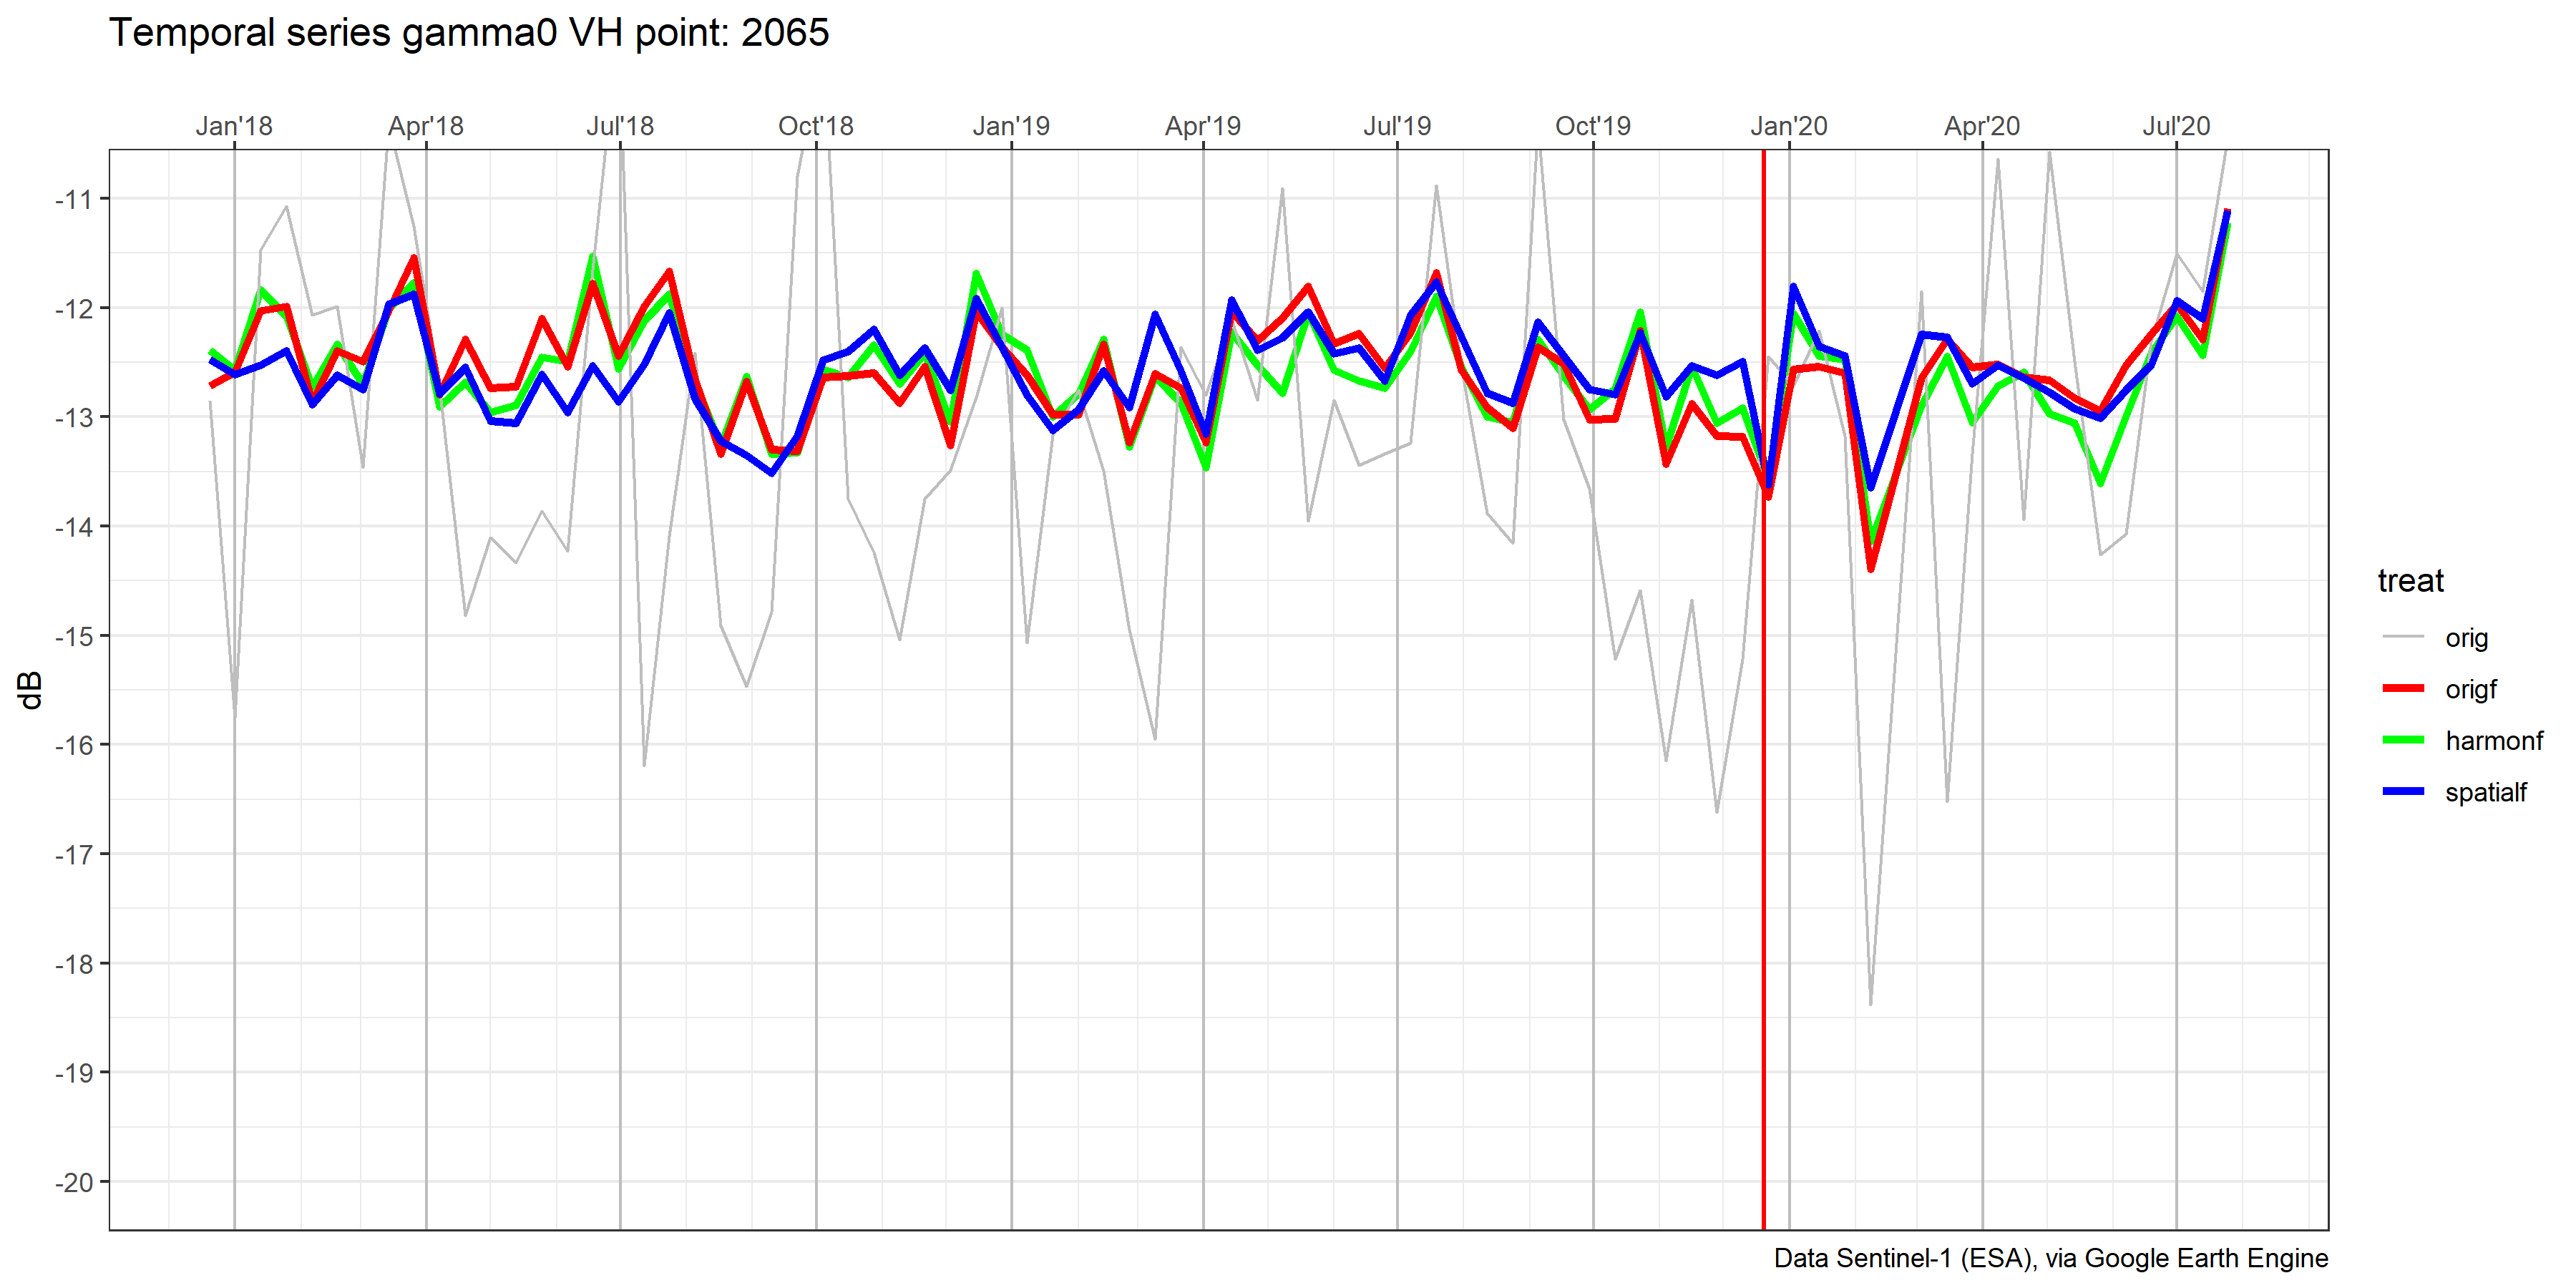 Temporal series gamma0 VH point: 2065
Jan'18 Apr'18 Jul'18 Oct'18 Jan'19 Apr'19 Jul'19 Oct'19 Jan'20 Apr'20 Jul'20
-11
-12
-13
-14
-15
-16
-17
-18
-19
-20
dB
treat
orig
origf
harmonf
spatialf
Data Sentinel-1 (ESA), via Google Earth Engine